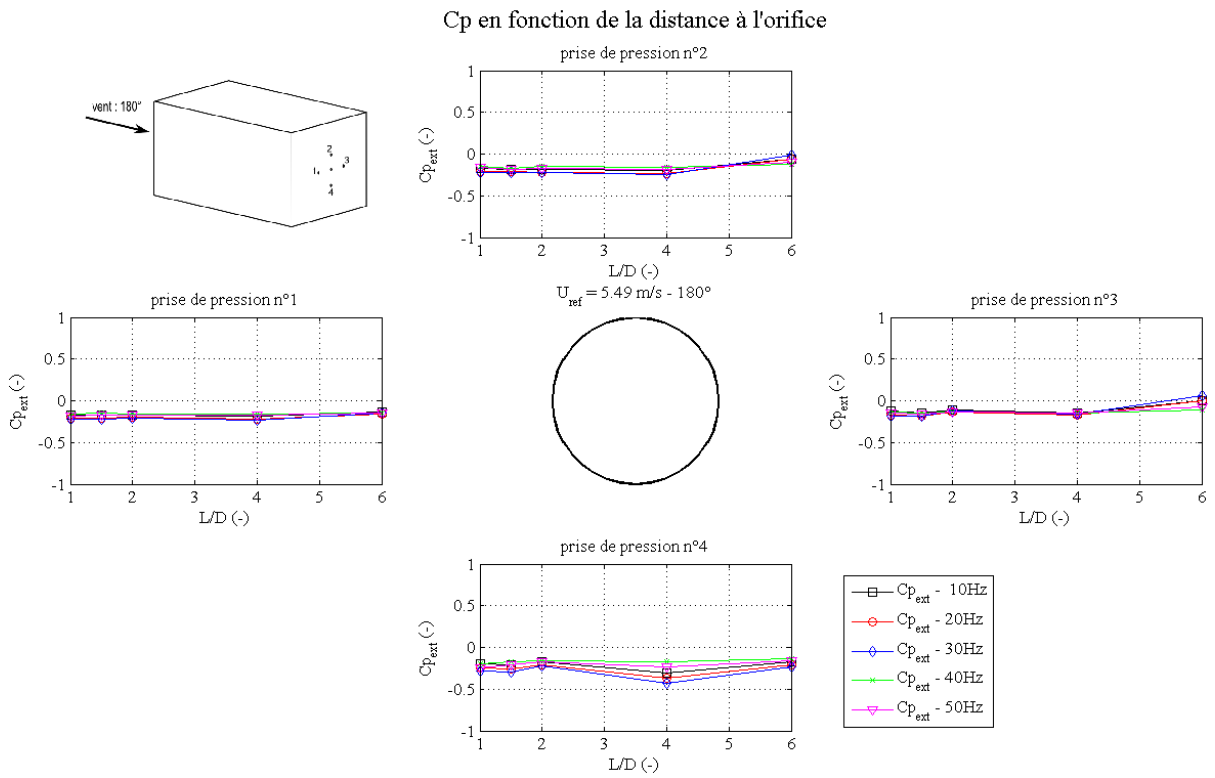 Cp en fonction de la distance à l'orifice
vent : 180°
2
1
3
4
prise de pression n°2
1
0.5
0
-0.5
-1
Cp_ext (-)
1 2 3 4 5 6
L/D (-)
prise de pression n°1
1
0.5
0
-0.5
-1
Cp_ext (-)
1 2 3 4 5 6
L/D (-)
U_ref = 5.49 m/s - 180°
prise de pression n°3
1
0.5
0
-0.5
-1
Cp_ext (-)
1 2 3 4 5 6
L/D (-)
prise de pression n°4
1
0.5
0
-0.5
-1
Cp_ext (-)
1 2 3 4 5 6
L/D (-)
Cp_ext - 10Hz
Cp_ext - 20Hz
Cp_ext - 30Hz
Cp_ext - 40Hz
Cp_ext - 50Hz